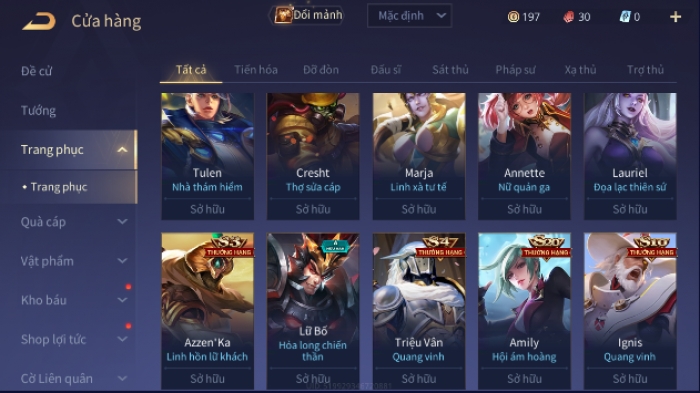 Cửa hàng
Đổi mảnh
Mặc định
197
30
0
Đề cử
Tướng
Trang phục
Trang phục
Quà cáp
Vật phẩm
Kho báu
Shop lợi tức
Cờ Liên quân
Tất cả
Tiến hóa
Đỡ đòn
Đấu sĩ
Sát thủ
Pháp sư
Xạ thủ
Trợ thủ
Tulen
Nhà thám hiểm
Sở hữu
Cresht
Thợ sửa cáp
Sở hữu
Marja
Linh xà tư tế
Sở hữu
Annette
Nữ quản gia
Sở hữu
Lauriel
Đọa lạc thiên sứ
Sở hữu
S3
THƯỞNG HẠNG
Azzen'Ka
Linh hồn lữ khách
Sở hữu
Lữ Bố
Hỏa long chiến
thần
Sở hữu
THƯỞNG HẠNG
Triệu Vân
Quang vinh
Sở hữu
S20
THƯỞNG HẠNG
Amily
Hội ám hoàng
Sở hữu
S10
THƯỞNG HẠNG
Ignis
Quang vinh
Sở hữu